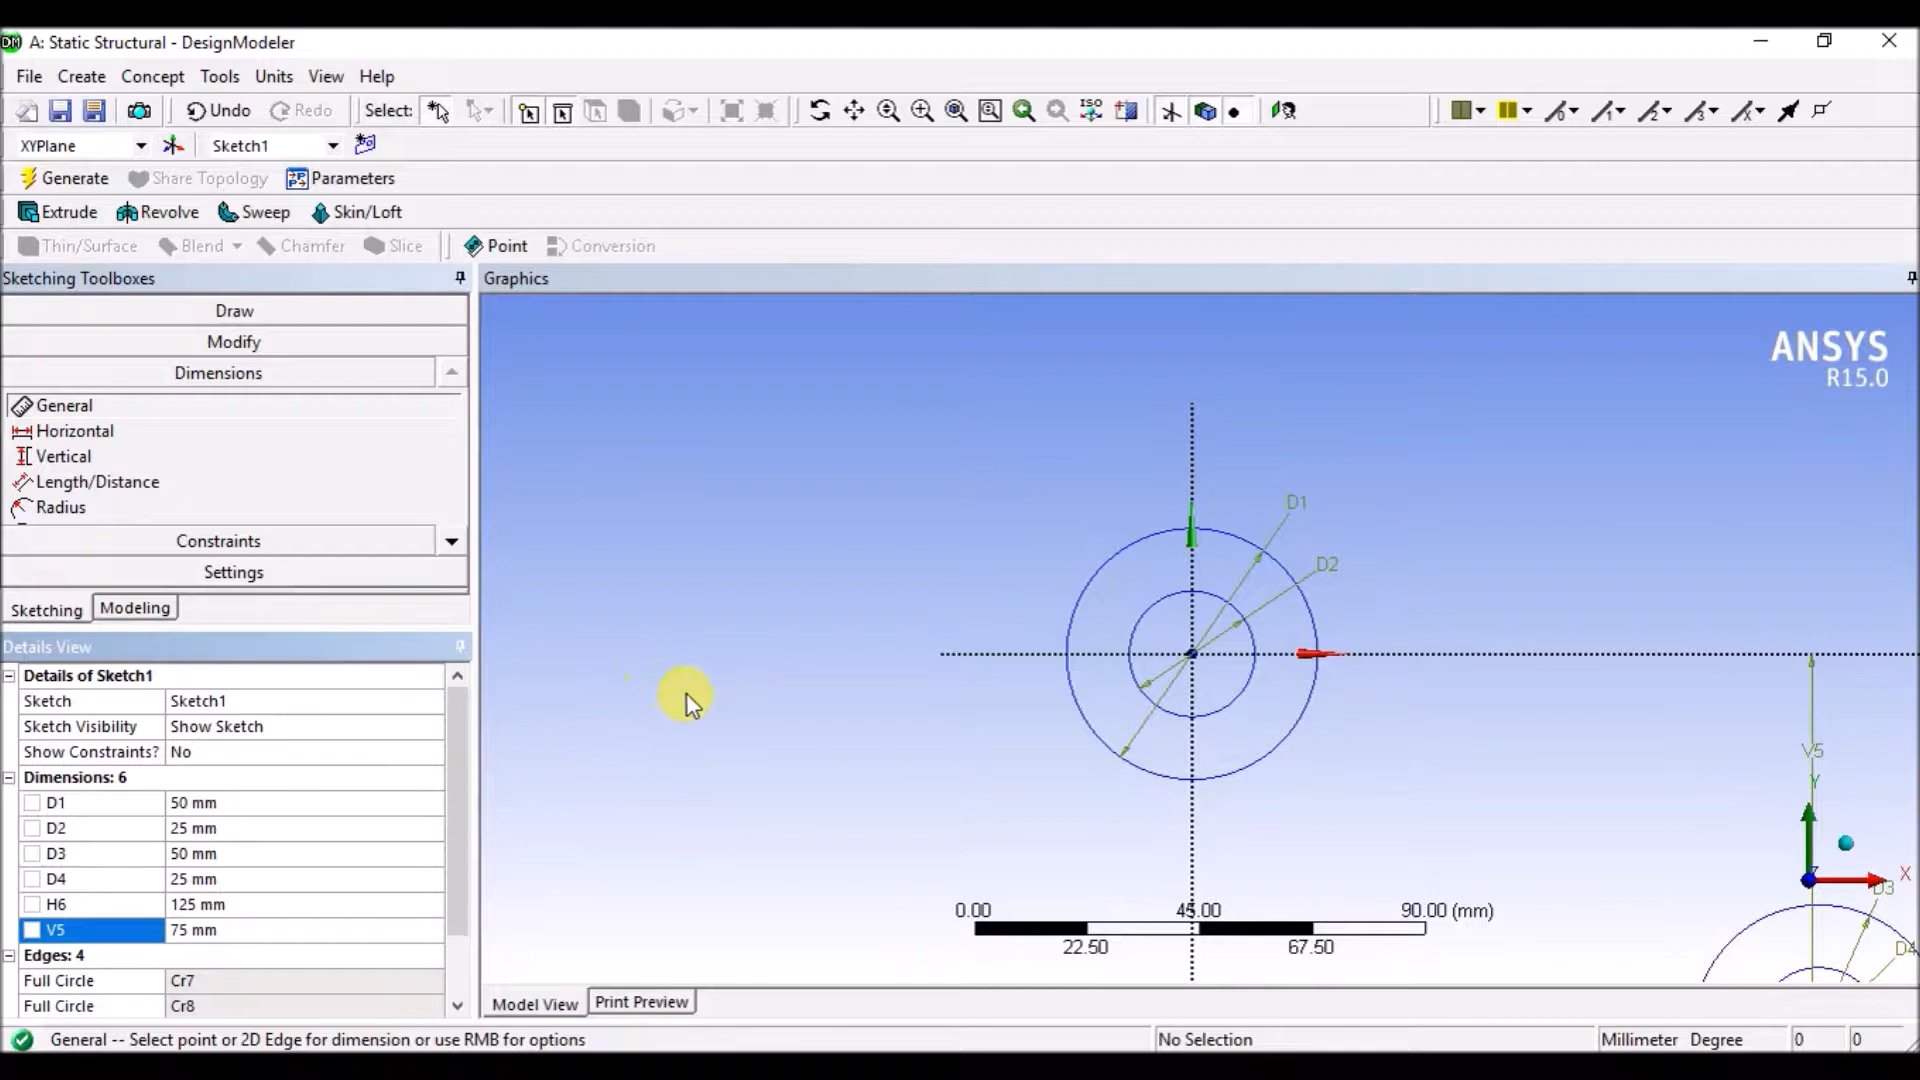 A: Static Structural - DesignModeler
File Create Concept Tools Units View Help
Undo Redo Select: ISO
XYPlane Sketch1
Generate Share Topology Parameters
Extrude Revolve Sweep Skin/Loft
Thin/Surface Blend Chamfer Slice Point Conversion
Sketching Toolboxes
Draw
Modify
Dimensions
General
Horizontal
Vertical
Length/Distance
Radius
Constraints
Settings
Sketching Modeling
Details View
Details of Sketch1
Sketch Sketch1
Sketch Visibility Show Sketch
Show Constraints? No
Dimensions: 6
D1 50 mm
D2 25 mm
D3 50 mm
D4 25 mm
H6 125 mm
V5 75 mm
Edges: 4
Full Circle Cr7
Full Circle Cr8
Graphics
ANSYS
R15.0
D1
D2
V5
Y
X
Z
D3
D4
0.00 45.00 90.00 (mm)
22.50 67.50
Model View Print Preview
General -- Select point or 2D Edge for dimension or use RMB for options No Selection Millimeter Degree 0 0